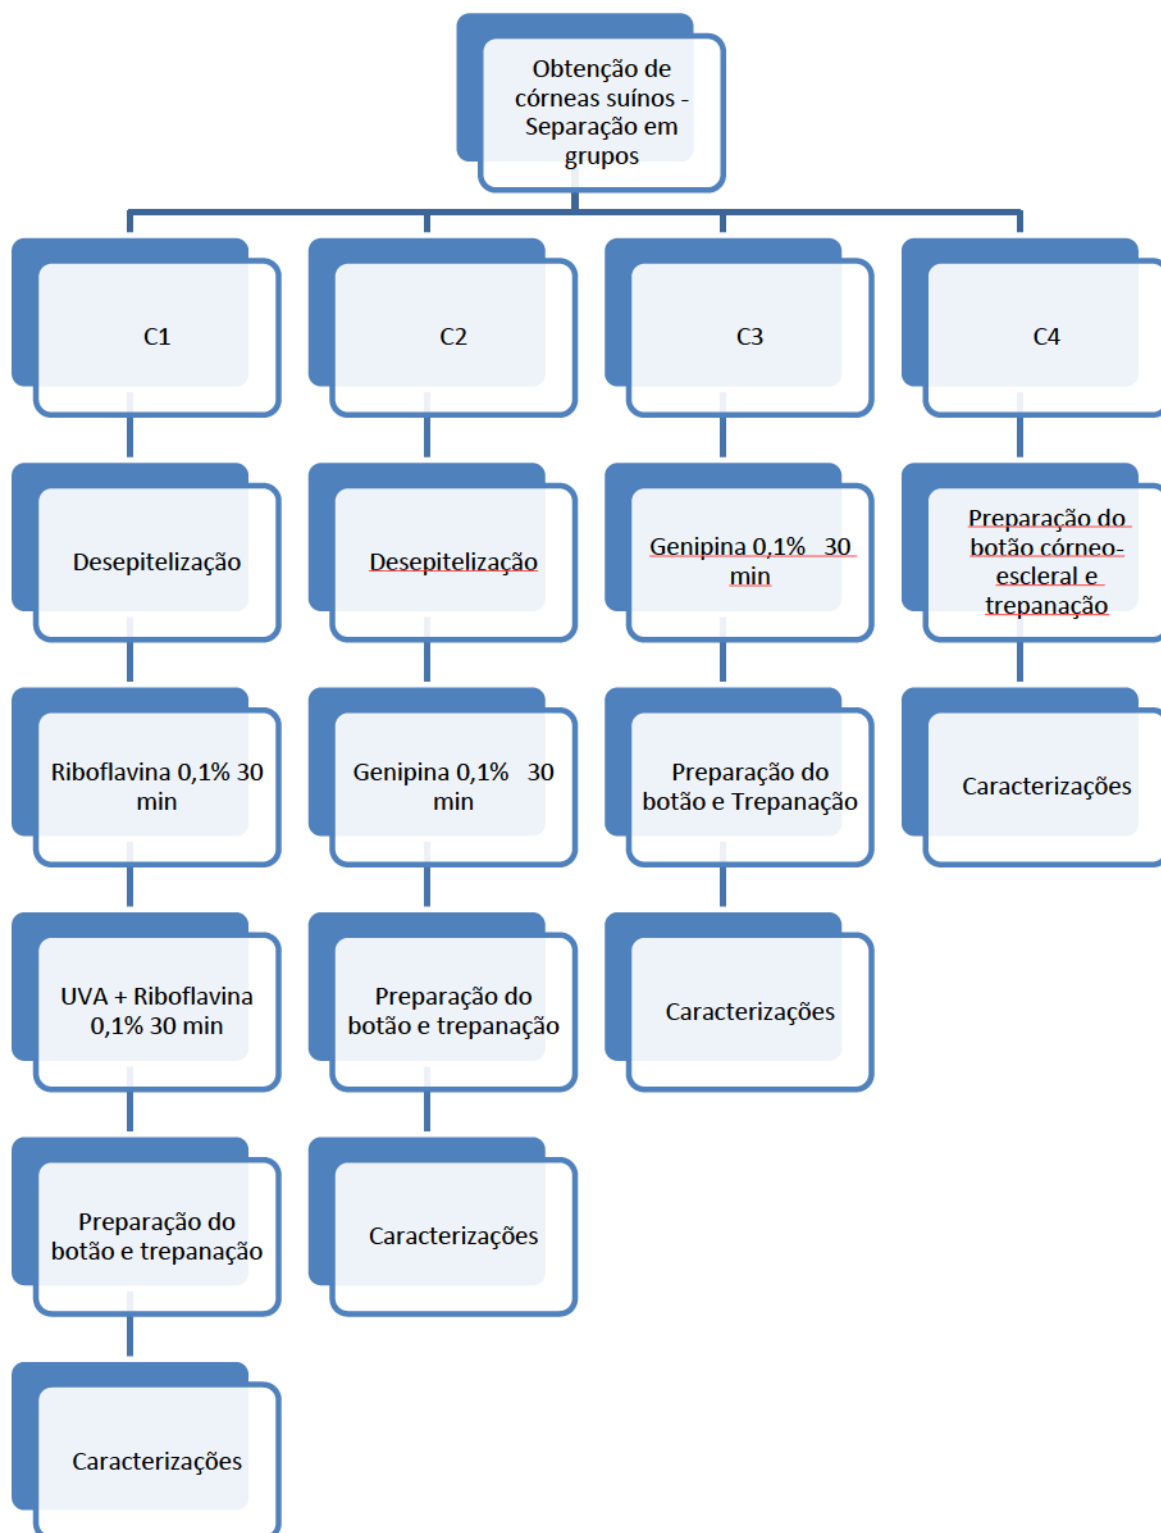 Obtenção de
córneas suínos -
Separação em
grupos
C1
C2
C3
C4
Desepitelização
Desepitelização
Genipina 0,1%   30
min
Preparação do
botão córneo-
escleral e
trepanação
Riboflavina 0,1% 30
min
Genipina 0,1%   30
min
Preparação do
botão e Trepanação
Caracterizações
UVA + Riboflavina
0,1% 30 min
Preparação do
botão e trepanação
Caracterizações
Preparação do
botão e trepanação
Caracterizações
Caracterizações